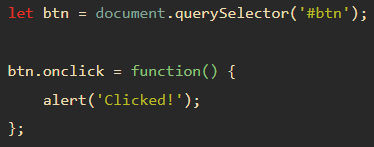 let btn = document.querySelector('#btn');

btn.onclick = function() {
    alert('Clicked!');
};